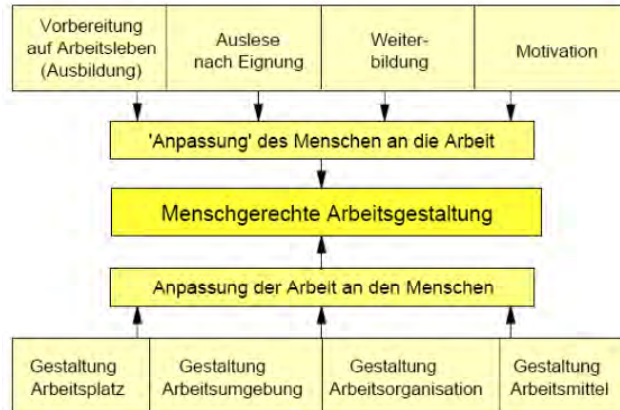 Vorbereitung
auf Arbeitsleben
(Ausbildung)
Auslese
nach Eignung
Weiter-
bildung
Motivation
'Anpassung' des Menschen an die Arbeit
Menschgerechte Arbeitsgestaltung
Anpassung der Arbeit an den Menschen
Gestaltung
Arbeitsplatz
Gestaltung
Arbeitsumgebung
Gestaltung
Arbeitsorganisation
Gestaltung
Arbeitsmittel